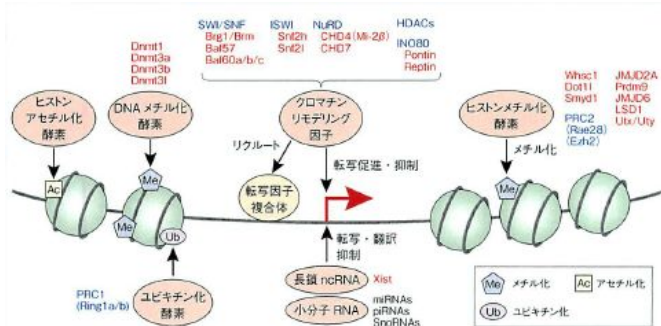 SWI/SNF
Brg1/Brm
Baf57
Baf60a/b/c
ISWI
Snf2h
Snf2l
NuRD
CHD4(Mi-2β)
CHD7
HDACs
INO80
Pontin
Reptin
Dnmt1
Dnmt3a
Dnmt3b
Dnmt3l
Whsc1
Dot1l
Smyd1
PRC2
(Rae28)
(Ezh2)
JMJD2A
Prdm9
JMJD6
LSD1
Utx/Uty
ヒストン
アセチル化
酵素
DNAメチル化
酵素
クロマチン
リモデリング
因子
ヒストンメチル化
酵素
リクルート
転写促進・抑制
メチル化
Ac
Me
Me
Ub
転写因子
複合体
Me
転写・翻訳
抑制
PRC1
(Ring1a/b)
ユビキチン化
酵素
長鎖 ncRNA
Xist
小分子 RNA
miRNAs
piRNAs
SnoRNAs
Me メチル化
Ac アセチル化
Ub ユビキチン化